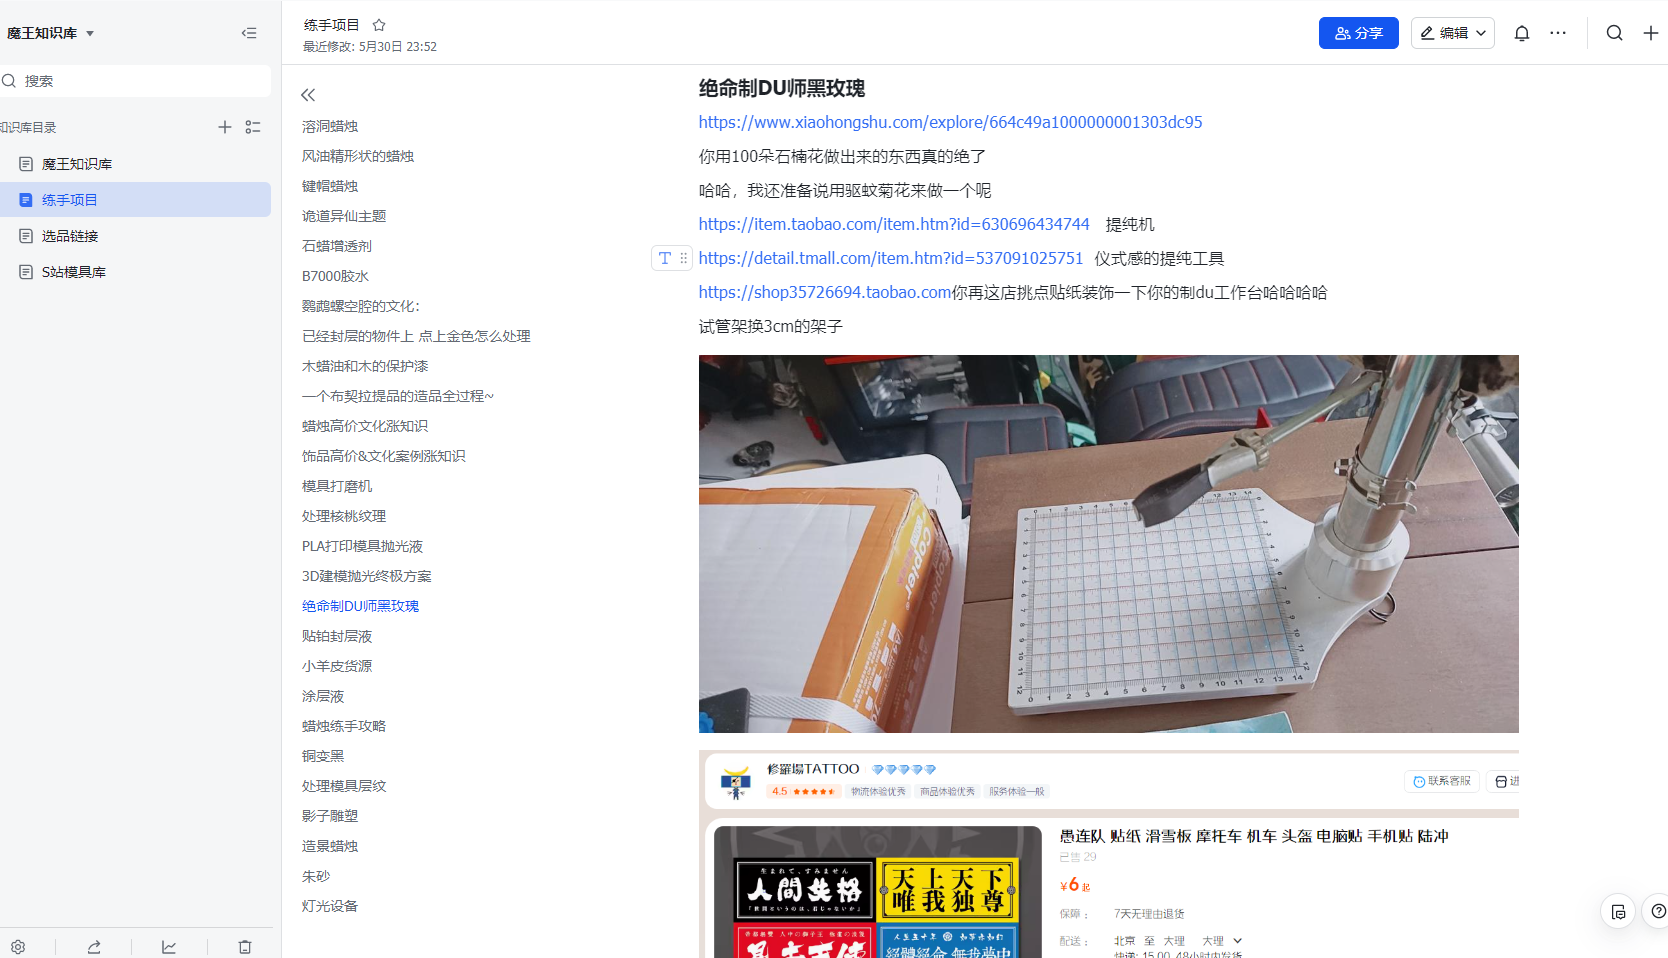 魔王知识库
搜索
知识库目录
魔王知识库
练手项目
选品链接
S站模具库
练手项目
最近修改: 5月30日 23:52
分享
编辑
溶洞蜡烛
风油精形状的蜡烛
键帽蜡烛
诡道异仙主题
石蜡增透剂
B7000胶水
鹦鹉螺空腔的文化：
已经封层的物件上 点上金色怎么处理
木蜡油和木的保护漆
一个布契拉提品的造品全过程~
蜡烛高价文化涨知识
饰品高价&文化案例涨知识
模具打磨机
处理核桃纹理
PLA打印模具抛光液
3D建模抛光终极方案
绝命制DU师黑玫瑰
贴铂封层液
小羊皮货源
涂层液
蜡烛练手攻略
铜变黑
处理模具层纹
影子雕塑
造景蜡烛
朱砂
灯光设备
绝命制DU师黑玫瑰
https://www.xiaohongshu.com/explore/664c49a1000000001303dc95
你用100朵石楠花做出来的东西真的绝了
哈哈，我还准备说用驱蚊菊花来做一个呢
https://item.taobao.com/item.htm?id=630696434744 提纯机
https://detail.tmall.com/item.htm?id=537091025751 仪式感的提纯工具
https://shop35726694.taobao.com你再这店挑点贴纸装饰一下你的制du工作台哈哈哈哈
试管架换3cm的架子
copier
修羅場TATTOO
4.5 物流体验优秀 商品体验优秀 服务体验一般
联系客服
进
愚连队 贴纸 滑雪板 摩托车 机车 头盔 电脑贴 手机贴 陆冲
已售 29
¥6起
保障： 7天无理由退货
配送： 北京 至 大理 大理
快递: 15.00 48小时内发货
生まれて、すみません
人間失格
天上天下
唯我独尊